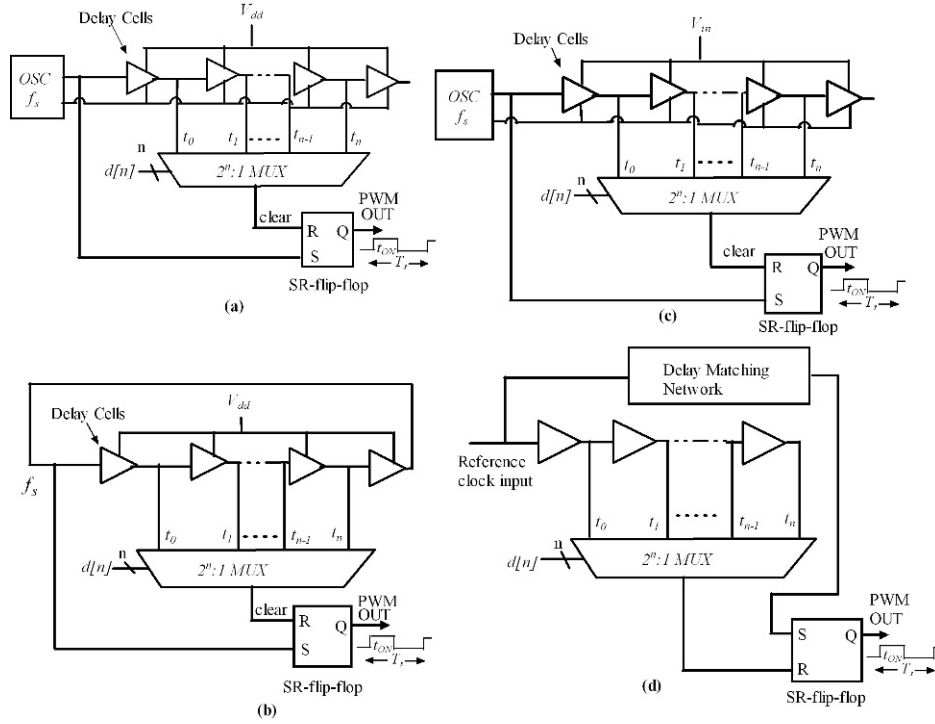 V_dd
Delay Cells
OSC
f_s
t_0 t_1 ..... t_n-1 t_n
n
d[n]
2^n:1 MUX
clear
PWM
OUT
R Q
S
t_ON
T_r
SR-flip-flop
(a)
V_in
Delay Cells
OSC
f_s
t_0 t_1 ..... t_n-1 t_n
n
d[n]
2^n:1 MUX
clear
PWM
OUT
R Q
S
t_ON
T_r
SR-flip-flop
(c)
V_dd
Delay Cells
f_s
t_0 t_1 ..... t_n-1 t_n
n
d[n]
2^n:1 MUX
clear
PWM
OUT
R Q
S
t_ON
T_r
SR-flip-flop
(b)
Delay Matching
Network
Reference
clock input
t_0 t_1 ..... t_n-1 t_n
n
d[n]
2^n:1 MUX
PWM
OUT
S Q
R
t_ON
T_r
SR-flip-flop
(d)